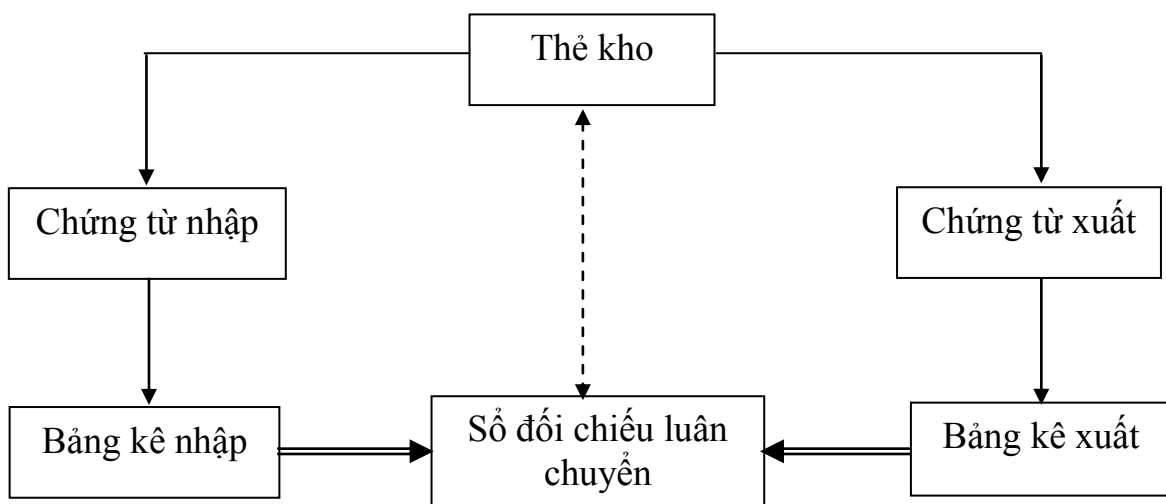 Thẻ kho
Chứng từ nhập
Chứng từ xuất
Bảng kê nhập
Sổ đối chiếu luân
chuyển
Bảng kê xuất